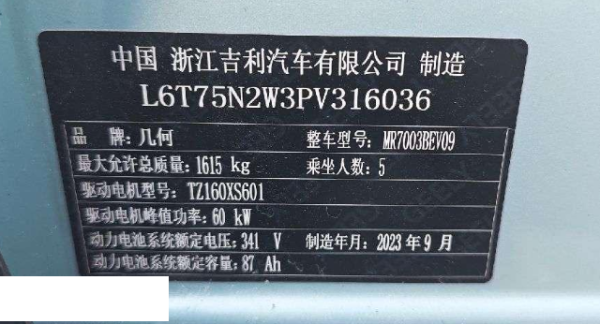 中国 浙江吉利汽车有限公司 制造
L6T75N2W3PV316036
品 牌：几何 整车型号：MR7003BEV09
最大允许总质量：1615 kg 乘坐人数：5
驱动电机型号：TZ160XS601
驱动电机峰值功率：60 kW
动力电池系统额定电压：341 V 制造年月：2023 年 9 月
动力电池系统额定容量：87 Ah